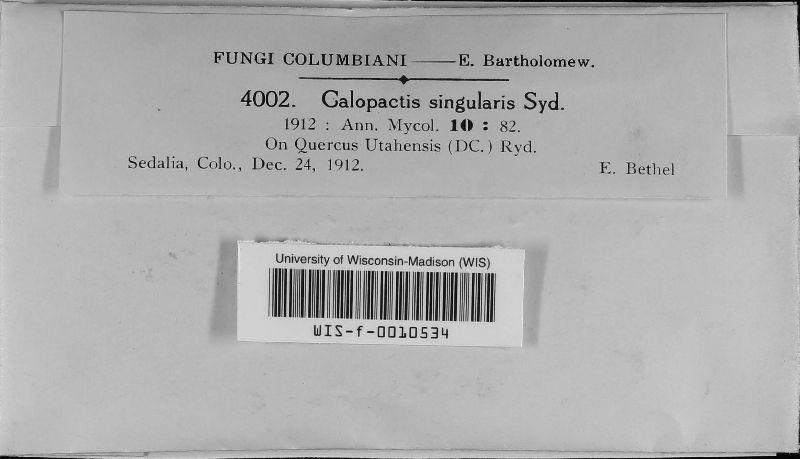 FUNGI COLUMBIANI —— E. Bartholomew.
4002. Calopactis singularis Syd.
1912 : Ann. Mycol. 10 : 82.
On Quercus Utahensis (DC.) Ryd.
Sedalia, Colo., Dec. 24, 1912. E. Bethel
University of Wisconsin-Madison (WIS)
WIS-f-0010534